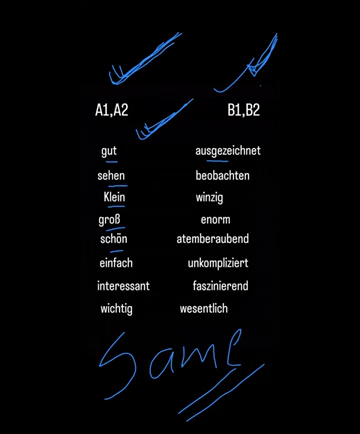 A1,A2 B1,B2
gut ausgezeichnet
sehen beobachten
Klein winzig
groß enorm
schön atemberaubend
einfach unkompliziert
interessant faszinierend
wichtig wesentlich
Same